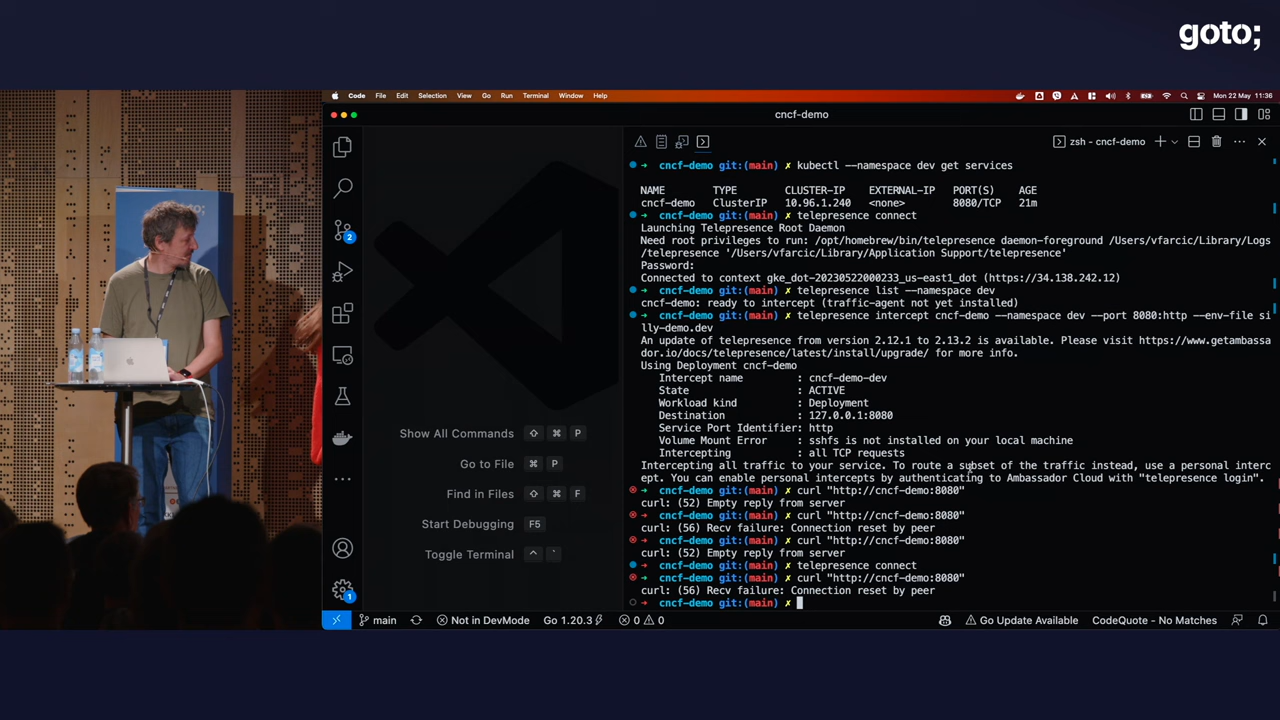 goto;
Code File Edit Selection View Go Run Terminal Window Help
Mon 22 May 11:36
cncf-demo
zsh - cncf-demo
cncf-demo git:(main) ✗ kubectl --namespace dev get services
NAME TYPE CLUSTER-IP EXTERNAL-IP PORT(S) AGE
cncf-demo ClusterIP 10.96.1.240 <none> 8080/TCP 21m
cncf-demo git:(main) ✗ telepresence connect
Launching Telepresence Root Daemon
Need root privileges to run: /opt/homebrew/bin/telepresence daemon-foreground /Users/vfarcic/Library/Logs
/telepresence '/Users/vfarcic/Library/Application Support/telepresence'
Password:
Connected to context gke_dot-20230522000233_us-east1_dot (https://34.138.242.12)
cncf-demo git:(main) ✗ telepresence list --namespace dev
cncf-demo: ready to intercept (traffic-agent not yet installed)
cncf-demo git:(main) ✗ telepresence intercept cncf-demo --namespace dev --port 8080:http --env-file si
lly-demo.dev
An update of telepresence from version 2.12.1 to 2.13.2 is available. Please visit https://www.getambassa
dor.io/docs/telepresence/latest/install/upgrade/ for more info.
Using Deployment cncf-demo
Intercept name : cncf-demo-dev
State : ACTIVE
Workload kind : Deployment
Destination : 127.0.0.1:8080
Service Port Identifier: http
Volume Mount Error : sshfs is not installed on your local machine
Intercepting : all TCP requests
Intercepting all traffic to your service. To route a subset of the traffic instead, use a personal interc
ept. You can enable personal intercepts by authenticating to Ambassador Cloud with "telepresence login".
cncf-demo git:(main) ✗ curl "http://cncf-demo:8080"
curl: (52) Empty reply from server
cncf-demo git:(main) ✗ curl "http://cncf-demo:8080"
curl: (56) Recv failure: Connection reset by peer
cncf-demo git:(main) ✗ curl "http://cncf-demo:8080"
curl: (52) Empty reply from server
cncf-demo git:(main) ✗ telepresence connect
cncf-demo git:(main) ✗ curl "http://cncf-demo:8080"
curl: (56) Recv failure: Connection reset by peer
cncf-demo git:(main) ✗
2
1
Show All Commands ⇧ ⌘ P
Go to File ⌘ P
Find in Files ⇧ ⌘ F
Start Debugging F5
Toggle Terminal ^ `
main Not in DevMode Go 1.20.3 0 0 Go Update Available CodeQuote - No Matches